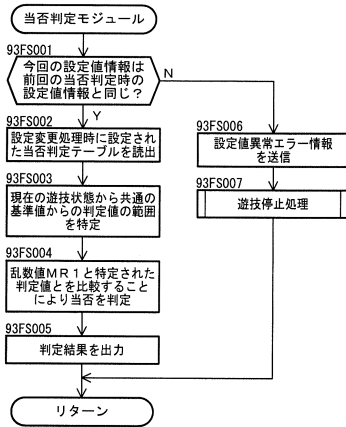 当否判定モジュール
93FS001
今回の設定値情報は
前回の当否判定時の
設定値情報と同じ?
N
Y
93FS002
設定変更処理時に設定され
た当否判定テーブルを読出
93FS003
現在の遊技状態から共通の
基準値からの判定値の範囲
を特定
93FS004
乱数値MR1と特定された
判定値とを比較すること
により当否を判定
93FS005
判定結果を出力
93FS006
設定値異常エラー情報
を送信
93FS007
遊技停止処理
リターン